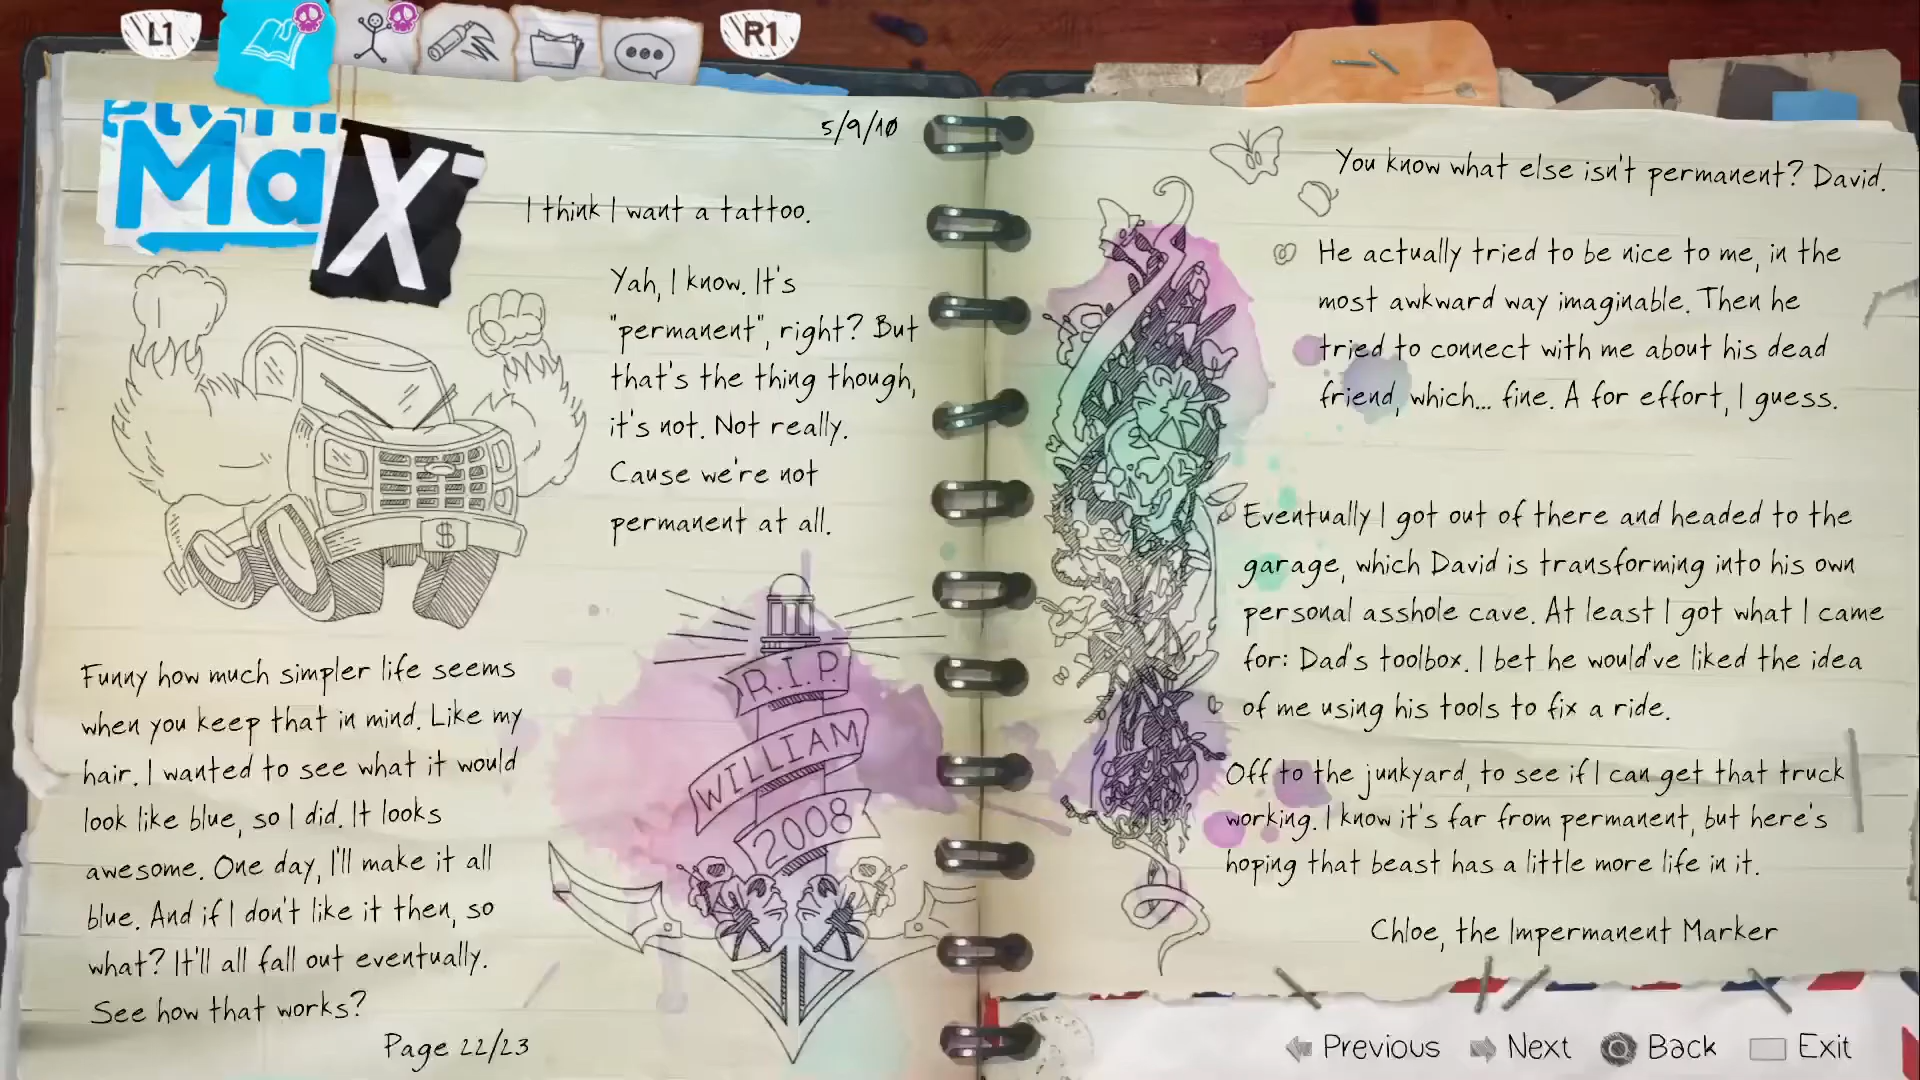 L1
R1
Max
5/9/10
I think I want a tattoo.
Yah, I know. It's
"permanent", right? But
that's the thing though,
it's not. Not really.
Cause we're not
permanent at all.
$
Funny how much simpler life seems
when you keep that in mind. Like my
hair. I wanted to see what it would
look like blue, so I did. It looks
awesome. One day, I'll make it all
blue. And if I don't like it then, so
what? It'll all fall out eventually.
See how that works?
R.I.P.
WILLIAM
2008
Page 22/23
You know what else isn't permanent? David.
He actually tried to be nice to me, in the
most awkward way imaginable. Then he
tried to connect with me about his dead
friend, which... fine. A for effort, I guess.
Eventually I got out of there and headed to the
garage, which David is transforming into his own
personal asshole cave. At least I got what I came
for: Dad's toolbox. I bet he would've liked the idea
of me using his tools to fix a ride.
Off to the junkyard, to see if I can get that truck
working. I know it's far from permanent, but here's
hoping that beast has a little more life in it.
Chloe, the Impermanent Marker
Previous Next Back Exit